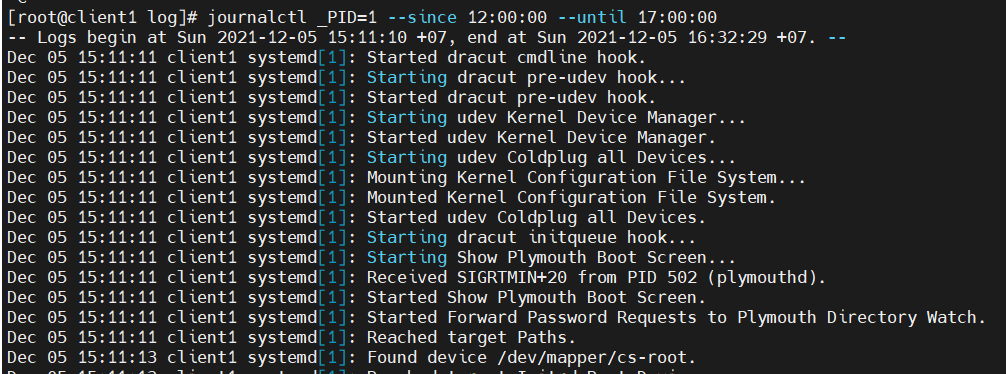 [root@client1 log]# journalctl _PID=1 --since 12:00:00 --until 17:00:00
-- Logs begin at Sun 2021-12-05 15:11:10 +07, end at Sun 2021-12-05 16:32:29 +07. --
Dec 05 15:11:11 client1 systemd[1]: Started dracut cmdline hook.
Dec 05 15:11:11 client1 systemd[1]: Starting dracut pre-udev hook...
Dec 05 15:11:11 client1 systemd[1]: Started dracut pre-udev hook.
Dec 05 15:11:11 client1 systemd[1]: Starting udev Kernel Device Manager...
Dec 05 15:11:11 client1 systemd[1]: Started udev Kernel Device Manager.
Dec 05 15:11:11 client1 systemd[1]: Starting udev Coldplug all Devices...
Dec 05 15:11:11 client1 systemd[1]: Mounting Kernel Configuration File System...
Dec 05 15:11:11 client1 systemd[1]: Mounted Kernel Configuration File System.
Dec 05 15:11:11 client1 systemd[1]: Started udev Coldplug all Devices.
Dec 05 15:11:11 client1 systemd[1]: Starting dracut initqueue hook...
Dec 05 15:11:11 client1 systemd[1]: Starting Show Plymouth Boot Screen...
Dec 05 15:11:11 client1 systemd[1]: Received SIGRTMIN+20 from PID 502 (plymouthd).
Dec 05 15:11:11 client1 systemd[1]: Started Show Plymouth Boot Screen.
Dec 05 15:11:11 client1 systemd[1]: Started Forward Password Requests to Plymouth Directory Watch.
Dec 05 15:11:11 client1 systemd[1]: Reached target Paths.
Dec 05 15:11:13 client1 systemd[1]: Found device /dev/mapper/cs-root.